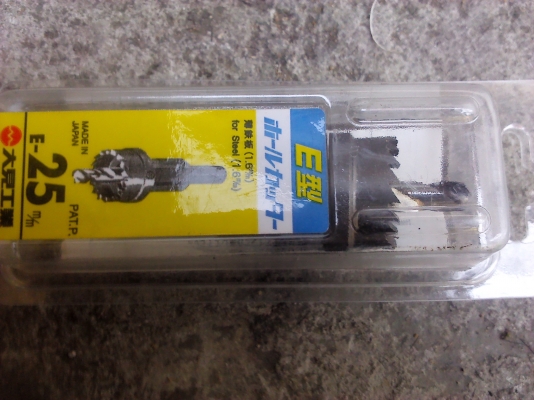 E型
ホールカッター
薄鉄板(1.6㎜)
for Steel(1.6㎜)
MADE IN
JAPAN
PAT.P.
E-25 m/m
大見工業